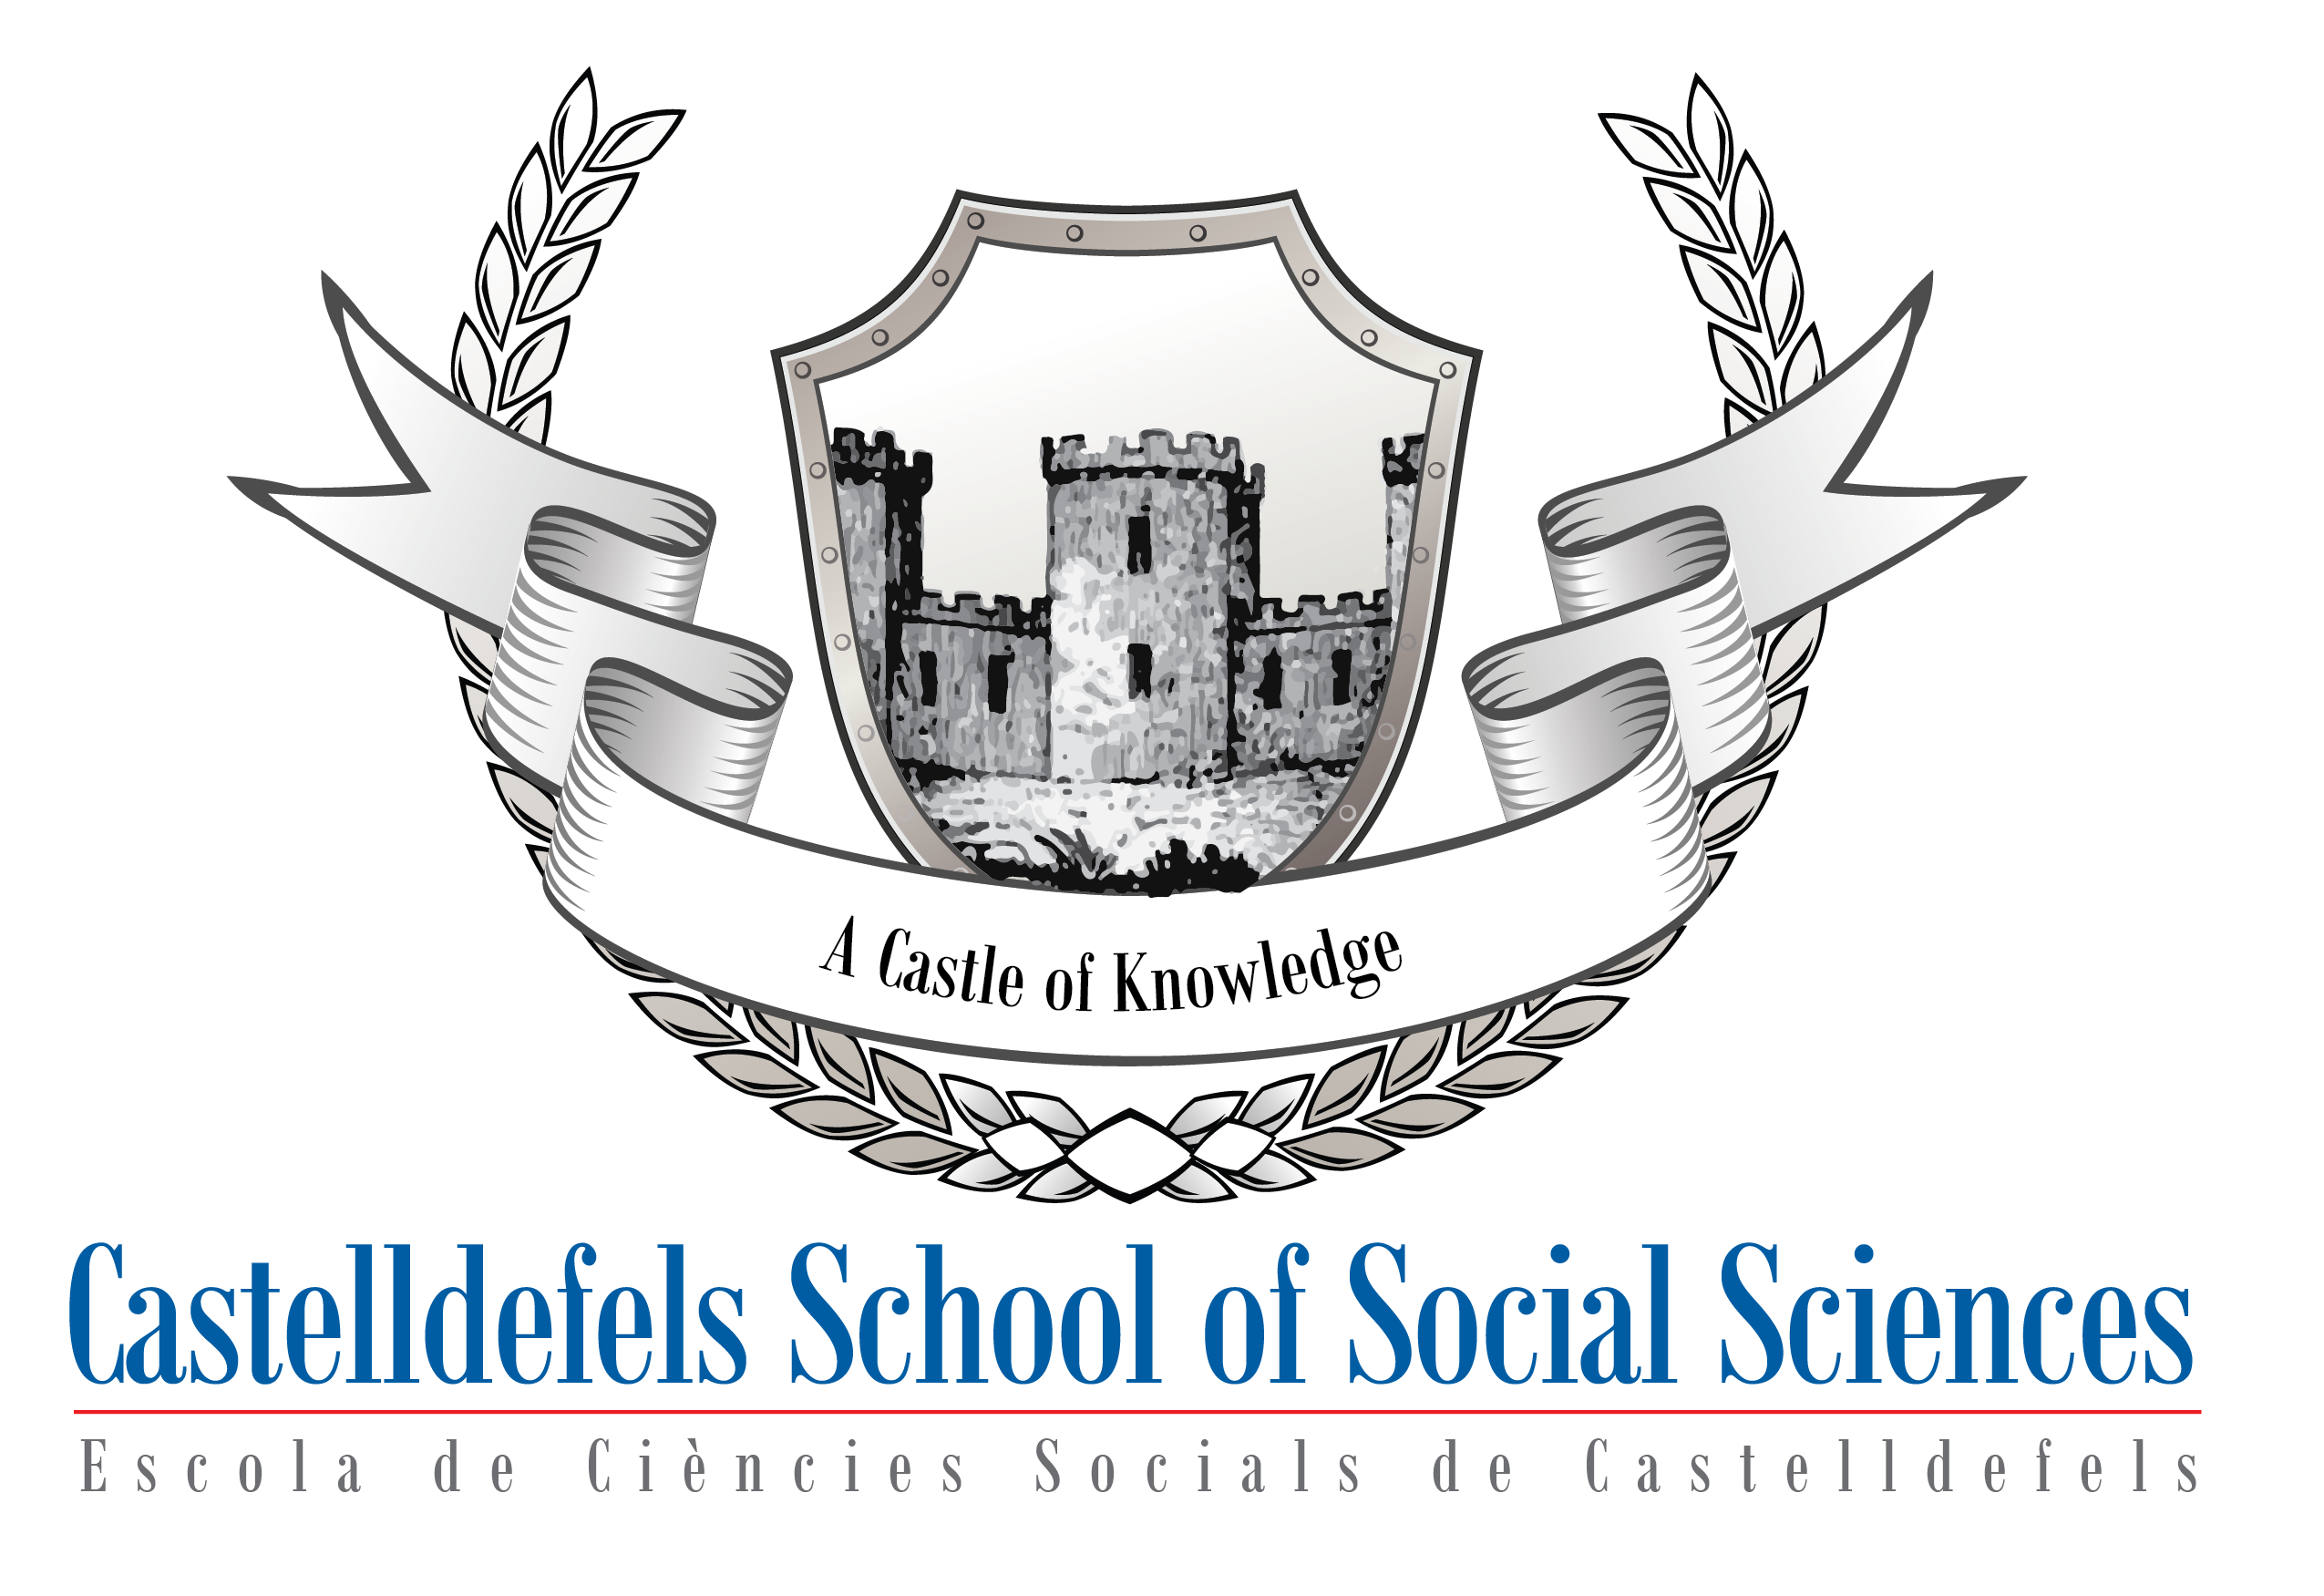 A Castle of Knowledge
Castelldefels School of Social Sciences
Escola de Ciències Socials de Castelldefels